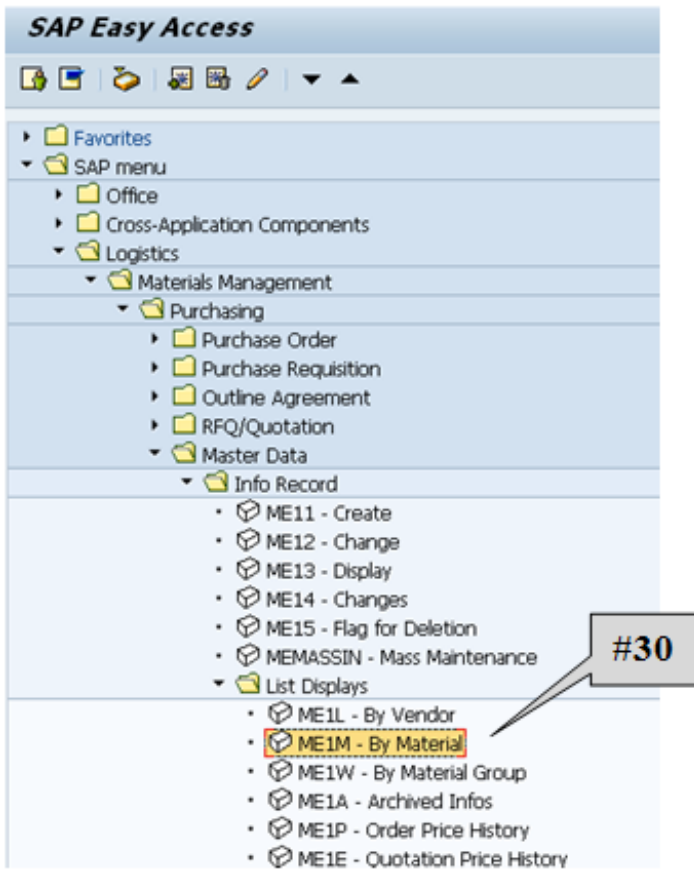 SAP Easy Access
Favorites
SAP menu
Office
Cross-Application Components
Logistics
Materials Management
Purchasing
Purchase Order
Purchase Requisition
Outline Agreement
RFQ/Quotation
Master Data
Info Record
ME11 - Create
ME12 - Change
ME13 - Display
ME14 - Changes
ME15 - Flag for Deletion
MEMASSIN - Mass Maintenance
#30
List Displays
ME1L - By Vendor
ME1M - By Material
ME1W - By Material Group
ME1A - Archived Infos
ME1P - Order Price History
ME1E - Quotation Price History